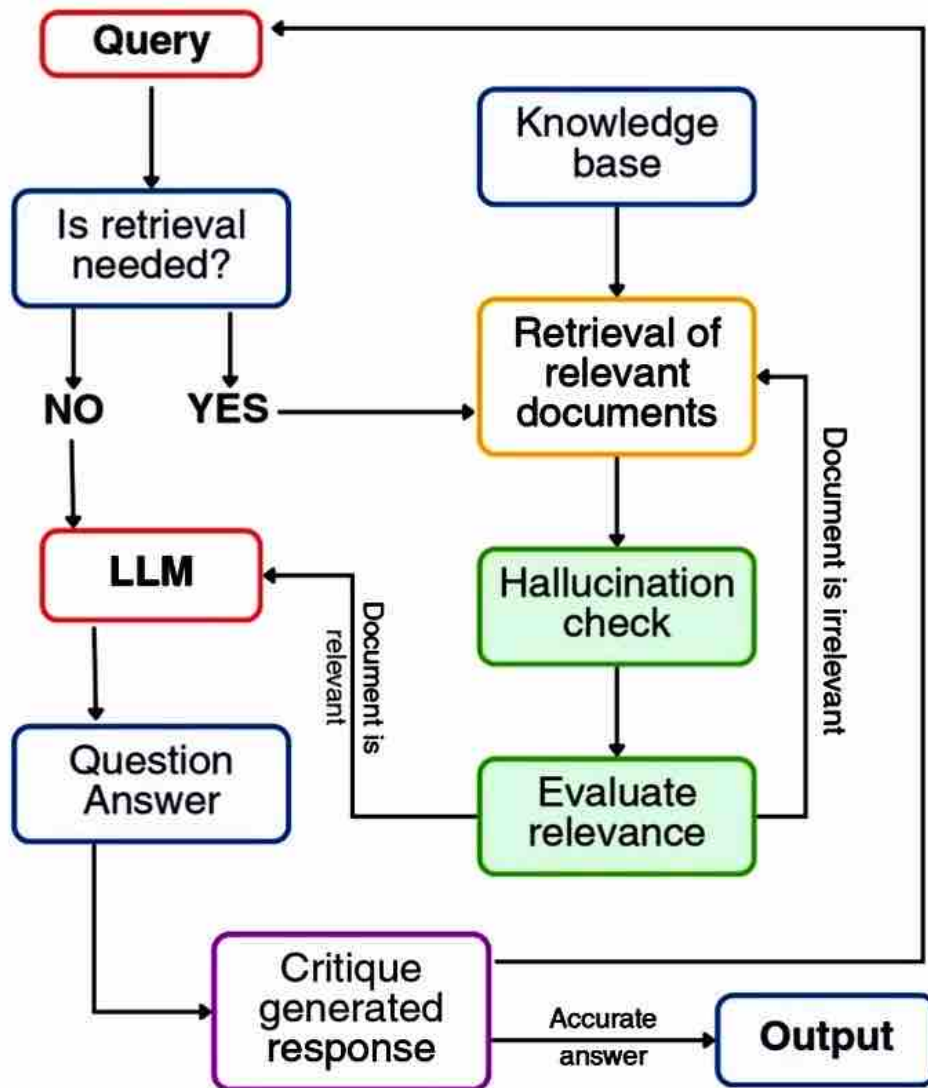 Query
Knowledge
base
Is retrieval
needed?
Retrieval of
relevant
documents
NO
YES
Document is irrelevant
LLM
Hallucination
check
Document is
relevant
Question
Answer
Evaluate
relevance
Critique
generated
response
Accurate
answer
Output